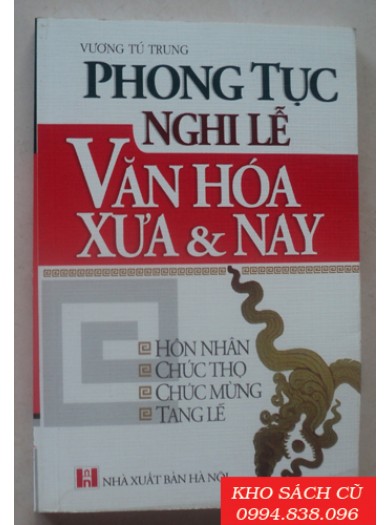 VƯƠNG TÚ TRUNG
PHONG TỤC
NGHI LỄ
VĂN HÓA
XƯA & NAY
HÔN NHÂN
CHÚC THỌ
CHÚC MỪNG
TANG LỄ
NHÀ XUẤT BẢN HÀ NỘI
KHO SÁCH CŨ
0994.838.096